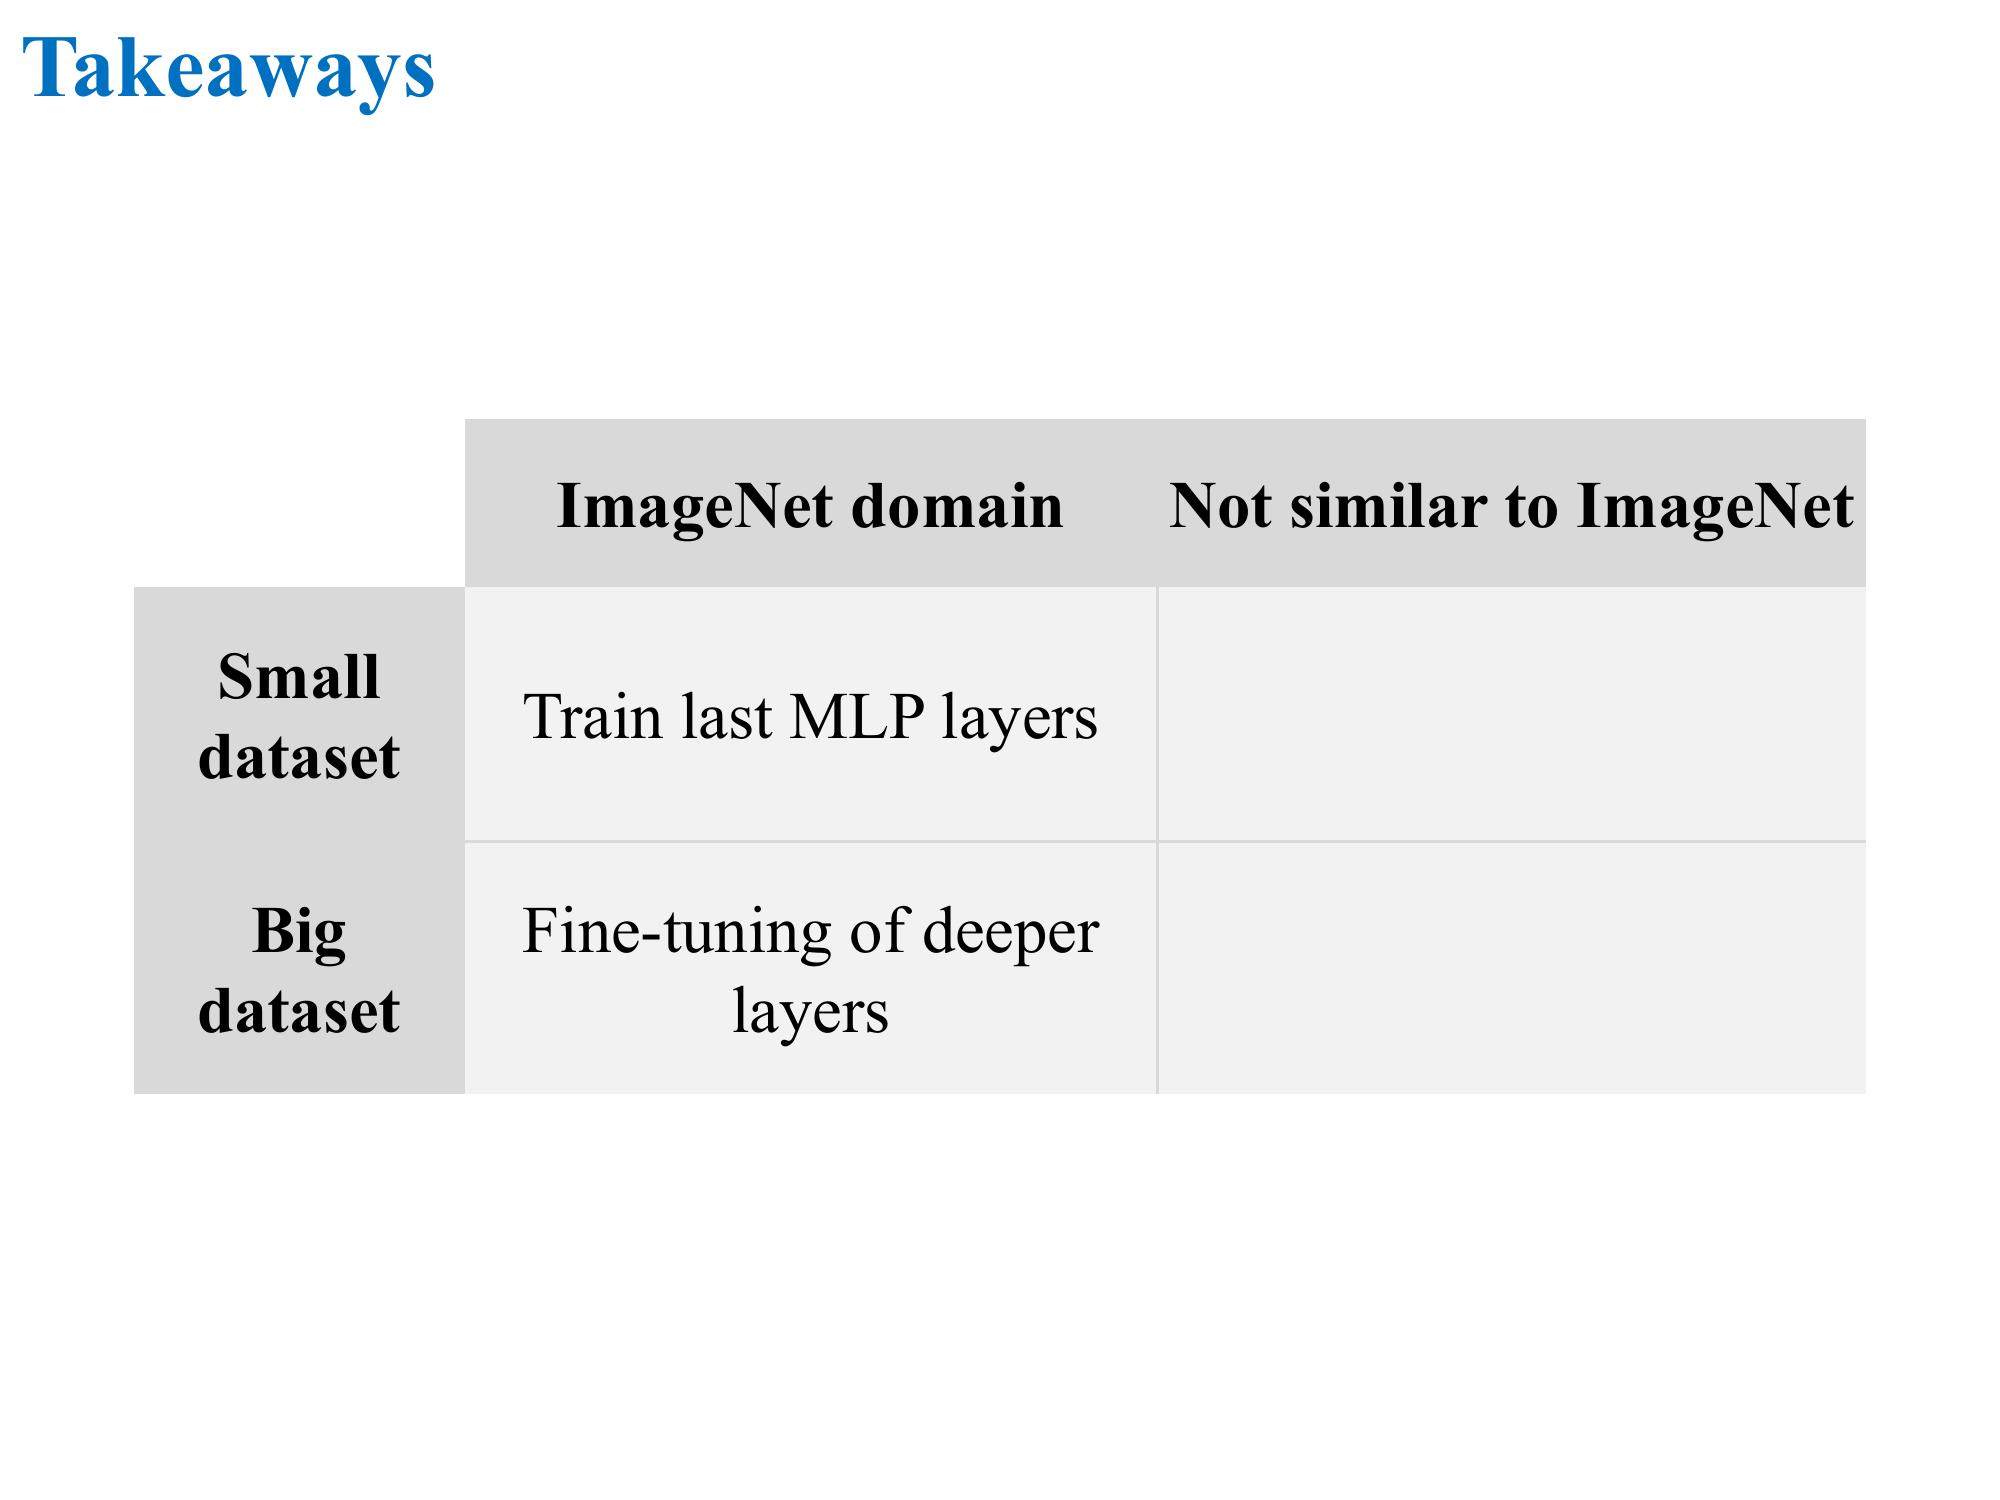 Takeaways
ImageNet domain
Not similar to ImageNet
Small
dataset
Train last MLP layers
Big
dataset
Fine-tuning of deeper
layers